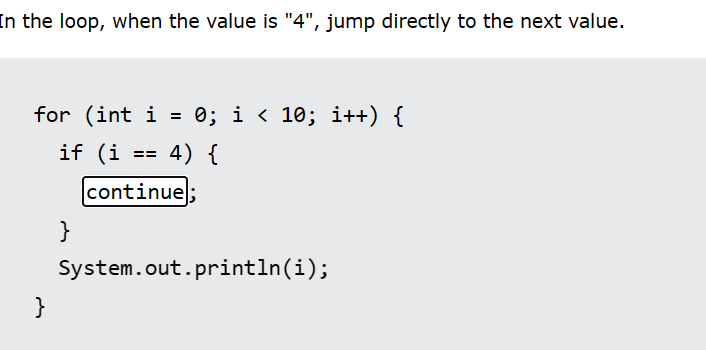 In the loop, when the value is "4", jump directly to the next value.
for (int i = 0; i < 10; i++) {
if (i == 4) {
continue;
}
System.out.println(i);
}